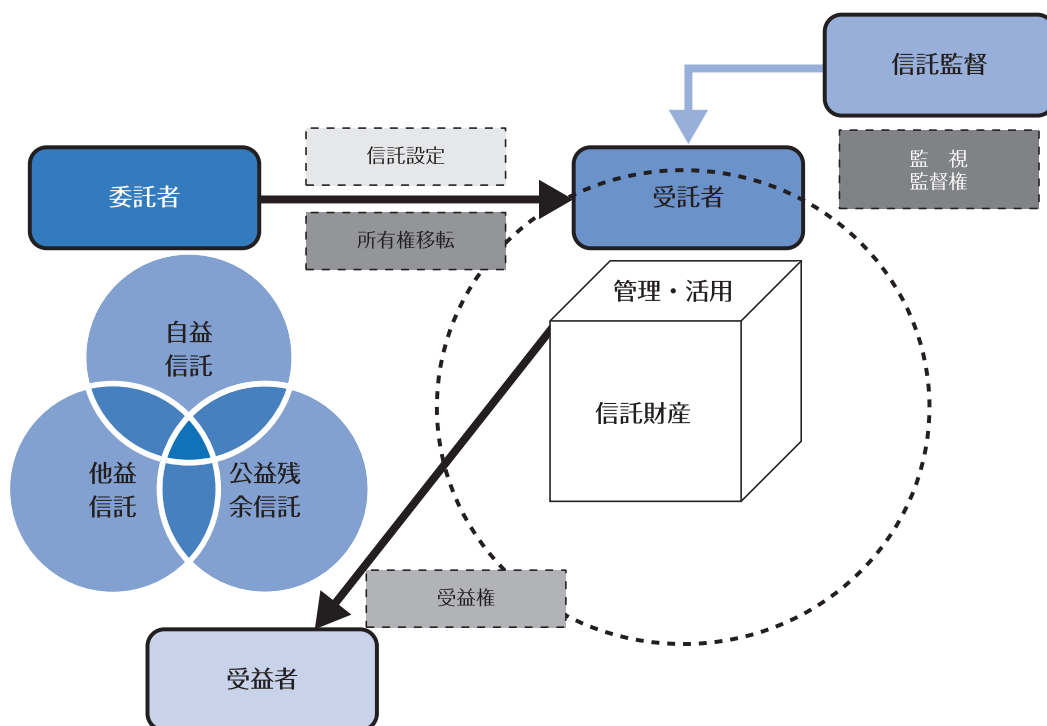 信託監督
監　視
監督権
信託設定
委託者
受託者
所有権移転
管理・活用
信託財産
自益
信託
他益
信託
公益残
余信託
受益権
受益者